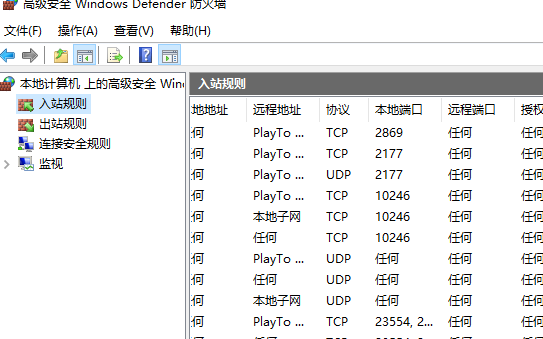 高级安全 Windows Defender 防火墙
文件(F) 操作(A) 查看(V) 帮助(H)
本地计算机 上的高级安全 Win
入站规则
出站规则
连接安全规则
监视
入站规则
地地址 远程地址 协议 本地端口 远程端口 授权
何 PlayTo ... TCP 2869 任何 任何
何 PlayTo ... TCP 2177 任何 任何
何 PlayTo ... UDP 2177 任何 任何
何 PlayTo ... TCP 10246 任何 任何
何 本地子网 TCP 10246 任何 任何
何 任何 TCP 10246 任何 任何
何 PlayTo ... UDP 任何 任何 任何
何 任何 UDP 任何 任何 任何
何 本地子网 UDP 任何 任何 任何
何 PlayTo ... TCP 23554, 2... 任何 任何